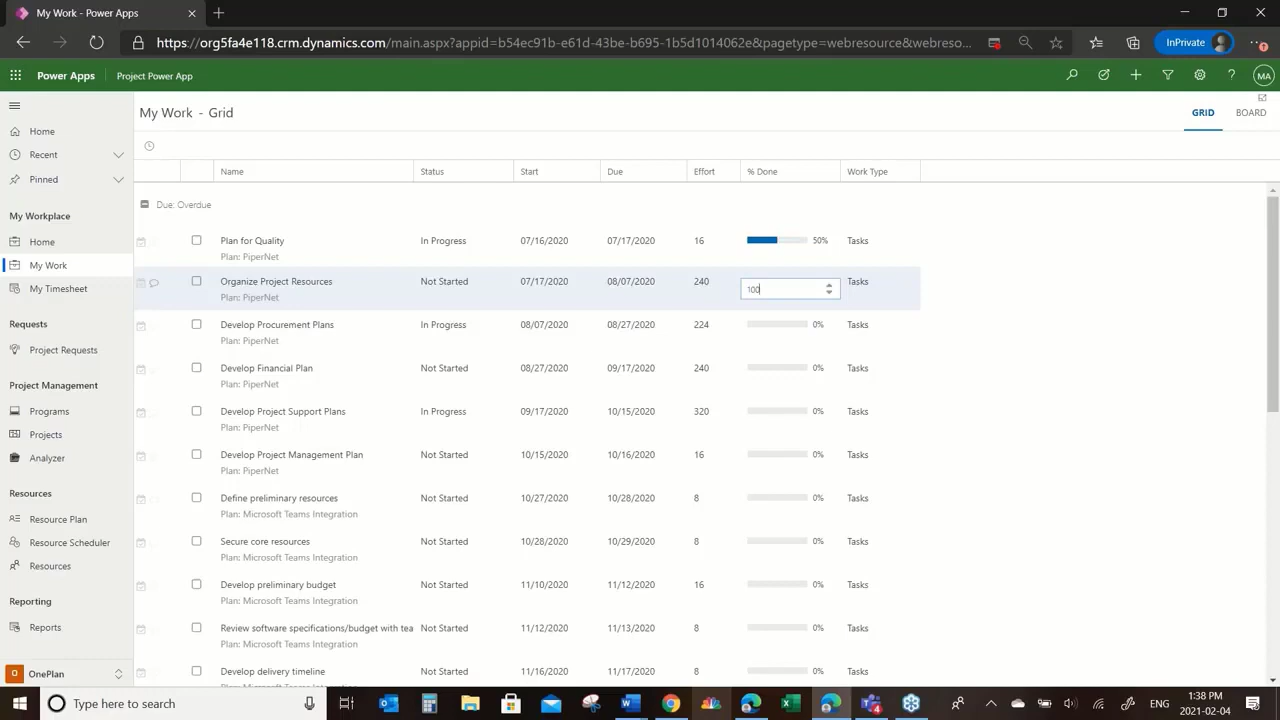 My Work - Power Apps
https://org5fa4e118.crm.dynamics.com/main.aspx?appid=b54ec91b-e61d-43be-b695-1b5d1014062e&pagetype=webresource&webreso...
InPrivate
Power Apps
Project Power App
MA
My Work - Grid
GRID
BOARD
Home
Recent
Pinned
My Workplace
Home
My Work
My Timesheet
Requests
Project Requests
Project Management
Programs
Projects
Analyzer
Resources
Resource Plan
Resource Scheduler
Resources
Reporting
Reports
O OnePlan
Name Status Start Due Effort % Done Work Type
Due: Overdue
Plan for Quality In Progress 07/16/2020 07/17/2020 16 50% Tasks
Plan: PiperNet
Organize Project Resources Not Started 07/17/2020 08/07/2020 240 100 Tasks
Plan: PiperNet
Develop Procurement Plans In Progress 08/07/2020 08/27/2020 224 0% Tasks
Plan: PiperNet
Develop Financial Plan Not Started 08/27/2020 09/17/2020 240 0% Tasks
Plan: PiperNet
Develop Project Support Plans In Progress 09/17/2020 10/15/2020 320 0% Tasks
Plan: PiperNet
Develop Project Management Plan Not Started 10/15/2020 10/16/2020 16 0% Tasks
Plan: PiperNet
Define preliminary resources Not Started 10/27/2020 10/28/2020 8 0% Tasks
Plan: Microsoft Teams Integration
Secure core resources Not Started 10/28/2020 10/29/2020 8 0% Tasks
Plan: Microsoft Teams Integration
Develop preliminary budget Not Started 11/10/2020 11/12/2020 16 0% Tasks
Plan: Microsoft Teams Integration
Review software specifications/budget with tea Not Started 11/12/2020 11/13/2020 8 0% Tasks
Plan: Microsoft Teams Integration
Develop delivery timeline Not Started 11/16/2020 11/17/2020 8 0% Tasks
Plan: Microsoft Teams Integration
Type here to search
ENG
1:38 PM
2021-02-04